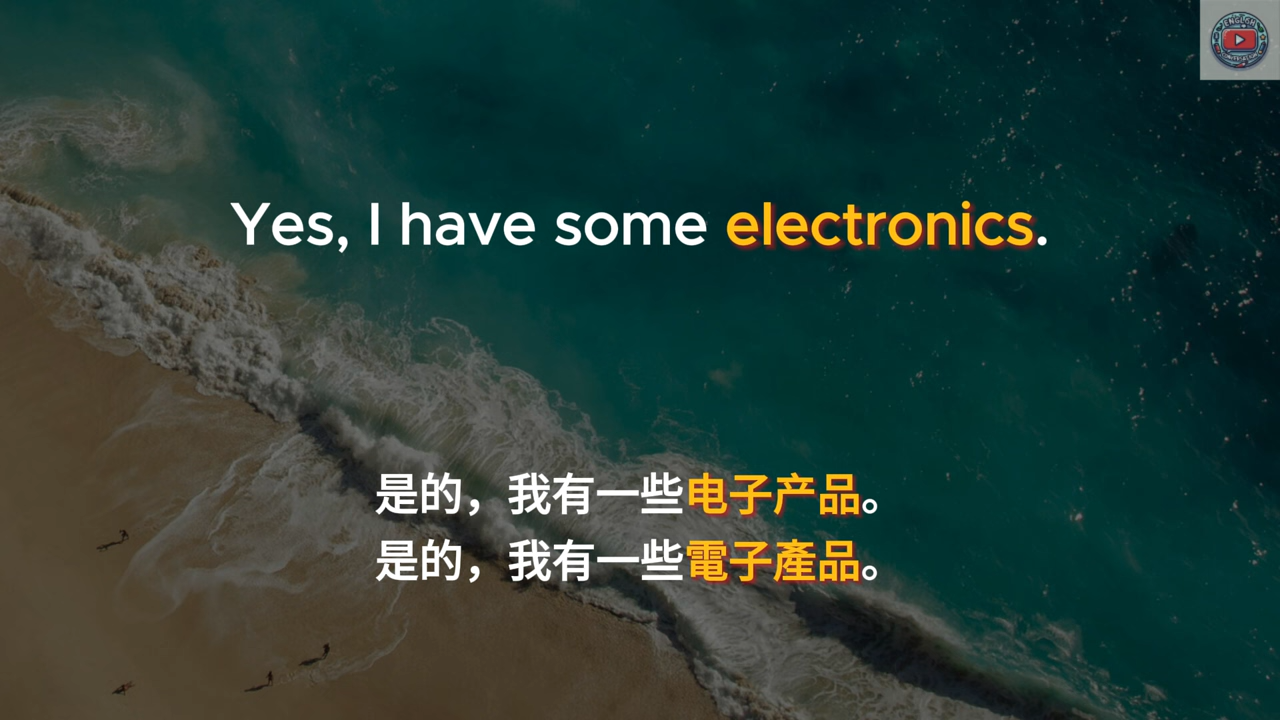 ENGLISH
Yes, I have some electronics.
是的，我有一些电子产品。
是的，我有一些電子產品。